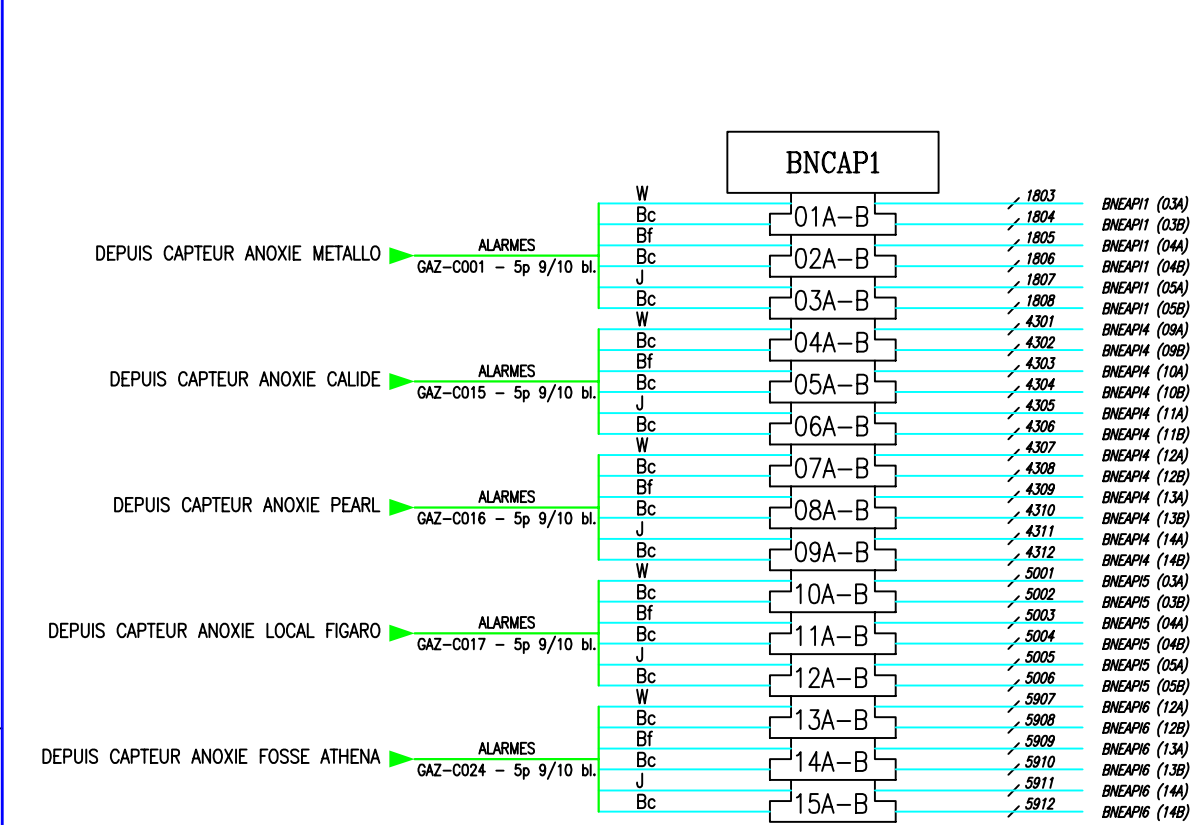 BNCAP1
W 1803 BNEAPI1 (03A)
01A-B
Bc 1804 BNEAPI1 (03B)
Bf 1805 BNEAPI1 (04A)
DEPUIS CAPTEUR ANOXIE METALLO ALARMES 02A-B
Bc 1806 BNEAPI1 (04B)
GAZ-C001 - 5p 9/10 bl.
J 1807 BNEAPI1 (05A)
03A-B
Bc 1808 BNEAPI1 (05B)
W 4301 BNEAPI4 (09A)
04A-B
Bc 4302 BNEAPI4 (09B)
Bf 4303 BNEAPI4 (10A)
DEPUIS CAPTEUR ANOXIE CALIDE ALARMES 05A-B
Bc 4304 BNEAPI4 (10B)
GAZ-C015 - 5p 9/10 bl.
J 4305 BNEAPI4 (11A)
06A-B
Bc 4306 BNEAPI4 (11B)
W 4307 BNEAPI4 (12A)
07A-B
Bc 4308 BNEAPI4 (12B)
Bf 4309 BNEAPI4 (13A)
DEPUIS CAPTEUR ANOXIE PEARL ALARMES 08A-B
Bc 4310 BNEAPI4 (13B)
GAZ-C016 - 5p 9/10 bl.
J 4311 BNEAPI4 (14A)
09A-B
Bc 4312 BNEAPI4 (14B)
W 5001 BNEAPI5 (03A)
10A-B
Bc 5002 BNEAPI5 (03B)
Bf 5003 BNEAPI5 (04A)
DEPUIS CAPTEUR ANOXIE LOCAL FIGARO ALARMES 11A-B
Bc 5004 BNEAPI5 (04B)
GAZ-C017 - 5p 9/10 bl.
J 5005 BNEAPI5 (05A)
12A-B
Bc 5006 BNEAPI5 (05B)
W 5907 BNEAPI6 (12A)
13A-B
Bc 5908 BNEAPI6 (12B)
Bf 5909 BNEAPI6 (13A)
DEPUIS CAPTEUR ANOXIE FOSSE ATHENA ALARMES 14A-B
Bc 5910 BNEAPI6 (13B)
GAZ-C024 - 5p 9/10 bl.
J 5911 BNEAPI6 (14A)
15A-B
Bc 5912 BNEAPI6 (14B)